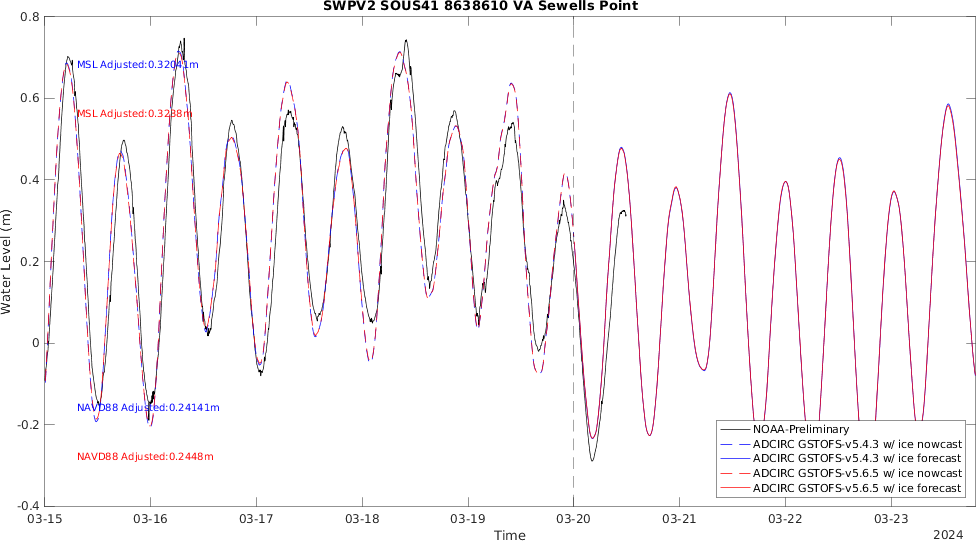 SWPV2 SOUS41 8638610 VA Sewells Point
0.8
0.6
0.4
0.2
0
-0.2
-0.4
Water Level (m)
MSL Adjusted:0.32041m
MSL Adjusted:0.3238m
NAVD88 Adjusted:0.24141m
NAVD88 Adjusted:0.2448m
NOAA-Preliminary
ADCIRC GSTOFS-v5.4.3 w/ ice nowcast
ADCIRC GSTOFS-v5.4.3 w/ ice forecast
ADCIRC GSTOFS-v5.6.5 w/ ice nowcast
ADCIRC GSTOFS-v5.6.5 w/ ice forecast
03-15 03-16 03-17 03-18 03-19 03-20 03-21 03-22 03-23
Time
2024